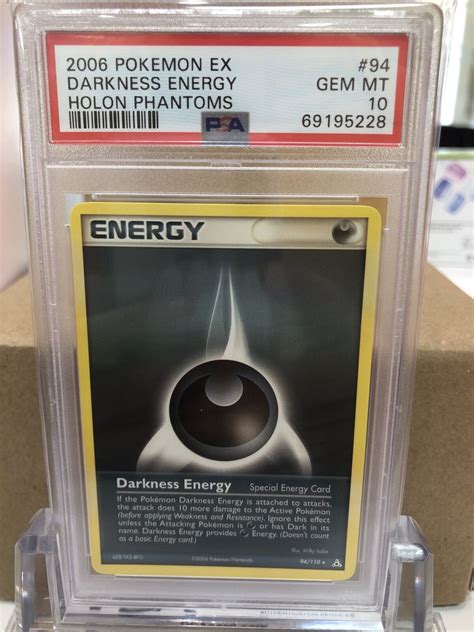 2006 POKEMON EX #94
DARKNESS ENERGY GEM MT
HOLON PHANTOMS 10
PSA 69195228
ENERGY
Darkness Energy Special Energy Card
If the Pokémon Darkness Energy is attached to attacks,
the attack does 10 more damage to the Active Pokémon
(before applying Weakness and Resistance). Ignore this effect
unless the Attacking Pokémon is or has Dark in its
name. Darkness Energy provides Energy. (Doesn't count
as a basic Energy card.)
Illus.
©2006 Pokémon/Nintendo
94/110